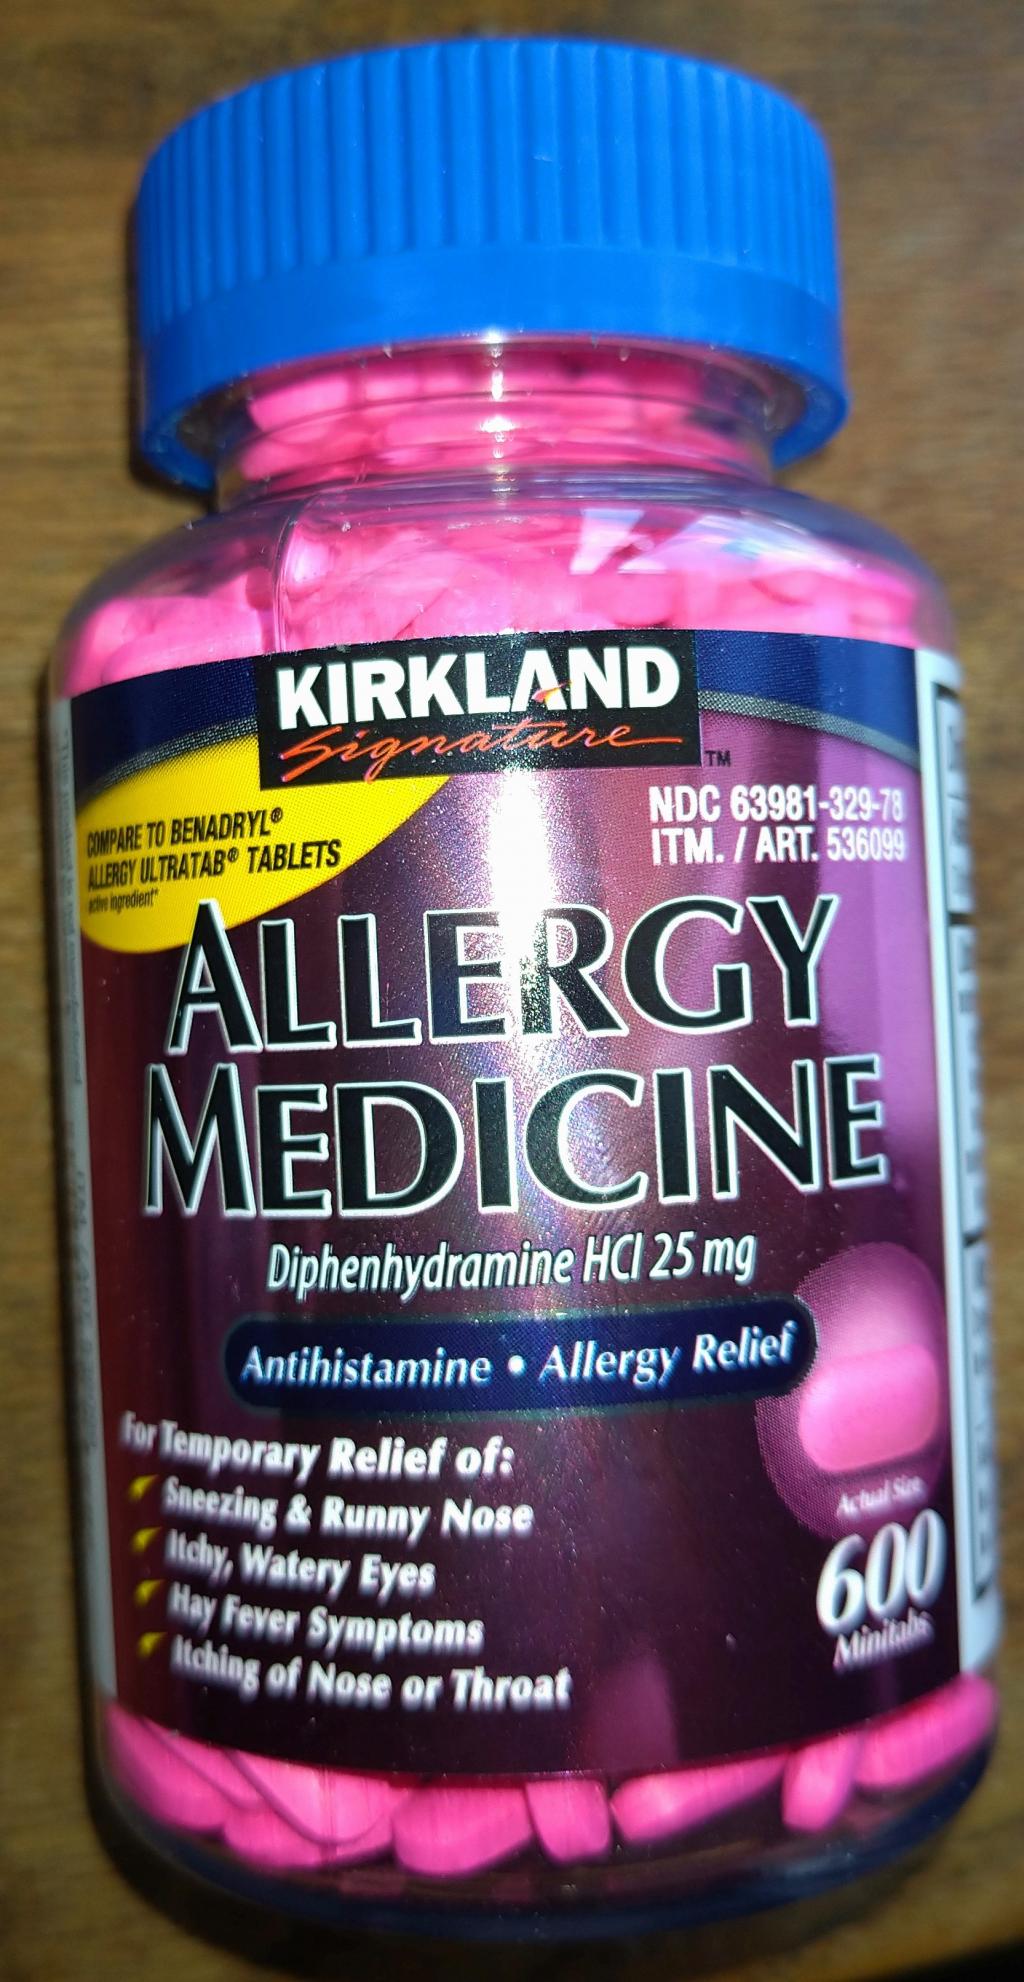 KIRKLAND
Signature™
COMPARE TO BENADRYL®
ALLERGY ULTRATAB® TABLETS
active ingredient*
NDC 63981-329-78
ITM. / ART. 536099
ALLERGY
MEDICINE
Diphenhydramine HCl 25 mg
Antihistamine • Allergy Relief
For Temporary Relief of:
Sneezing & Runny Nose
Itchy, Watery Eyes
Hay Fever Symptoms
Itching of Nose or Throat
Actual Size
600
Minitabs